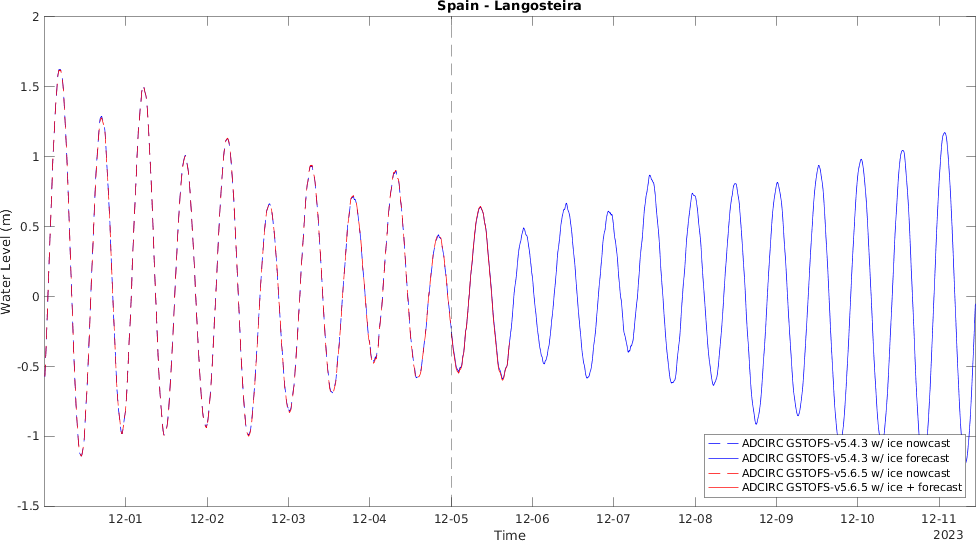 Spain - Langosteira
Water Level (m)
2
1.5
1
0.5
0
-0.5
-1
-1.5
ADCIRC GSTOFS-v5.4.3 w/ ice nowcast
ADCIRC GSTOFS-v5.4.3 w/ ice forecast
ADCIRC GSTOFS-v5.6.5 w/ ice nowcast
ADCIRC GSTOFS-v5.6.5 w/ ice + forecast
12-01 12-02 12-03 12-04 12-05 12-06 12-07 12-08 12-09 12-10 12-11
Time 2023